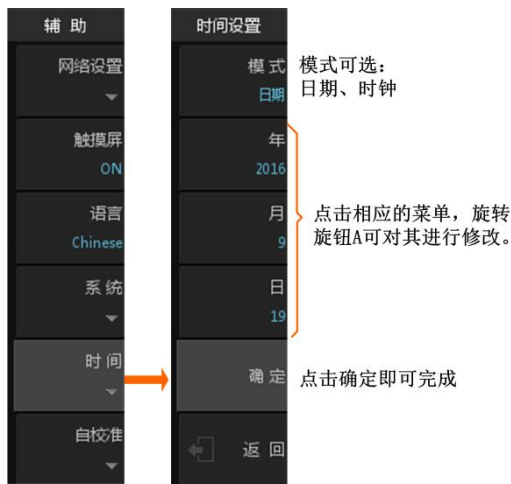 辅 助
网络设置
触摸屏
ON
语言
Chinese
系 统
时 间
自校准
时间设置
模 式
日期
年
2016
月
9
日
19
确 定
返 回
模式可选：
日期、时钟
点击相应的菜单，旋转
旋钮A可对其进行修改。
点击确定即可完成